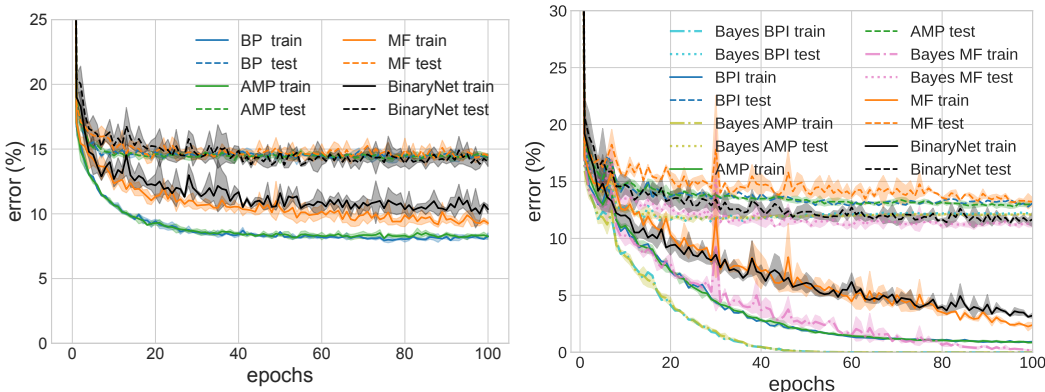 25
20
15
10
5
0
error (%)
BP train
BP test
AMP train
AMP test
MF train
MF test
BinaryNet train
BinaryNet test
0 20 40 60 80 100
epochs
30
25
20
15
10
5
0
error (%)
Bayes BPI train
Bayes BPI test
BPI train
BPI test
Bayes AMP train
Bayes AMP test
AMP train
AMP test
Bayes MF train
Bayes MF test
MF train
MF test
BinaryNet train
BinaryNet test
0 20 40 60 80 100
epochs